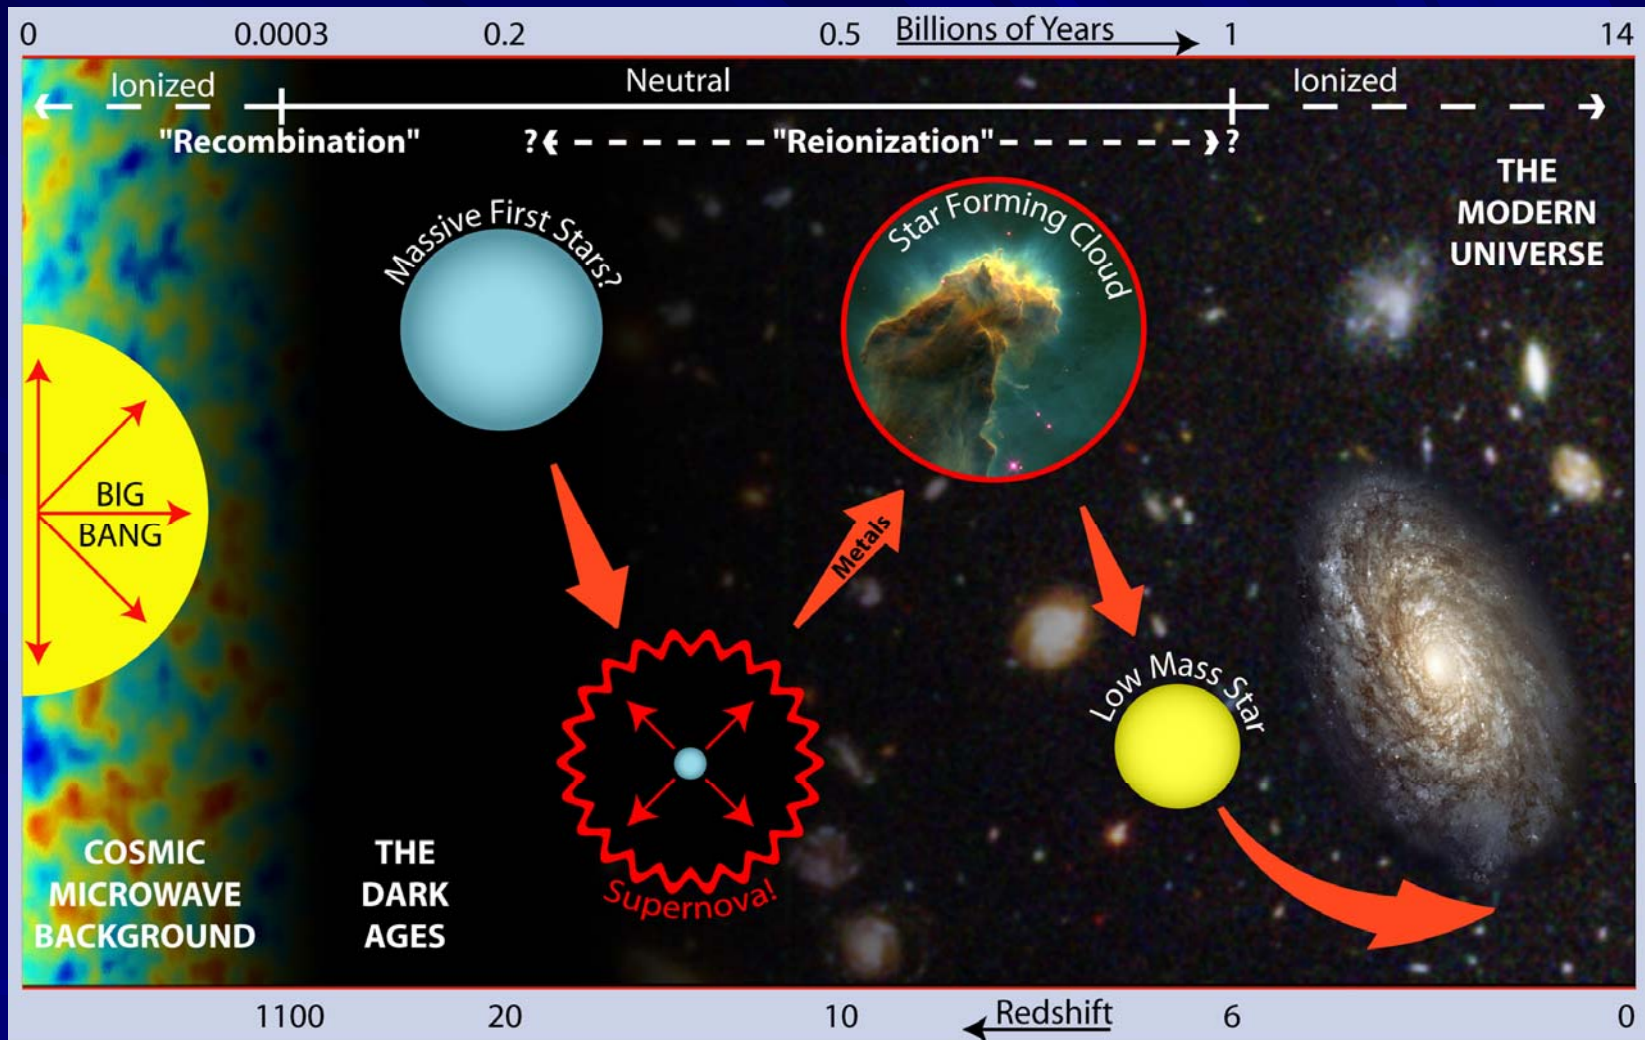 0 0.0003 0.2 0.5 Billions of Years 1 14
Ionized Neutral Ionized
"Recombination" ? "Reionization" ?
THE
MODERN
UNIVERSE
Massive First Stars?
Star Forming Cloud
BIG
BANG
Metals
Low Mass Star
Supernova!
COSMIC
MICROWAVE
BACKGROUND
THE
DARK
AGES
1100 20 10 Redshift 6 0